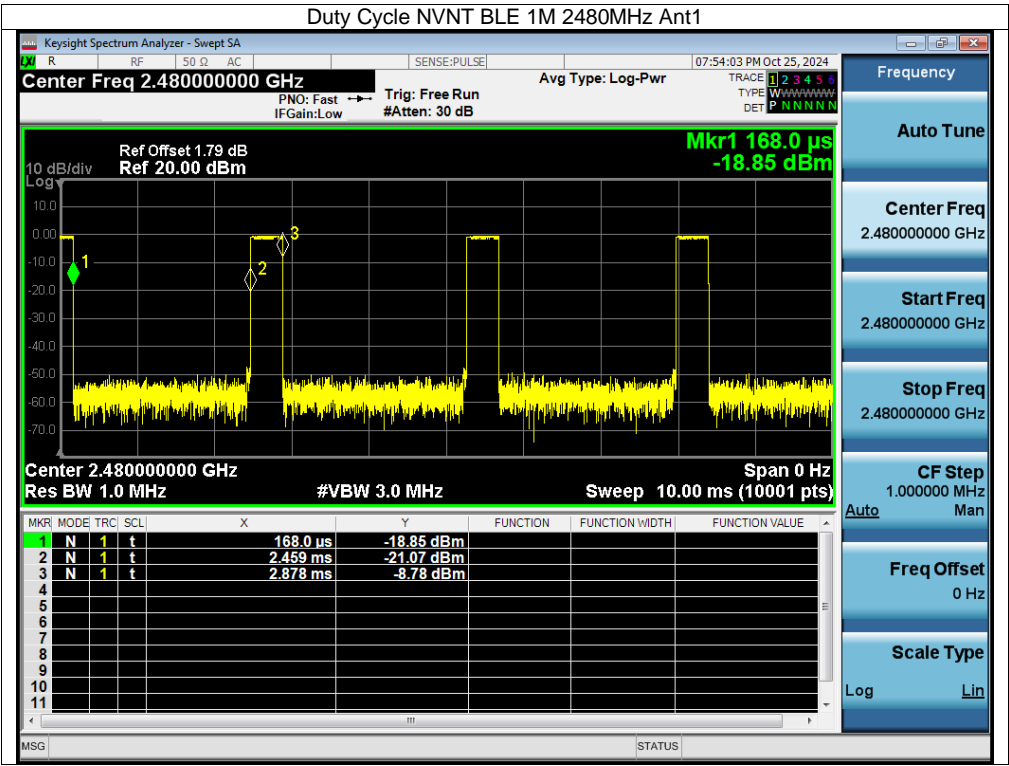 Duty Cycle NVNT BLE 1M 2480MHz Ant1
Keysight Spectrum Analyzer - Swept SA
LXI R RF 50 Ω AC SENSE:PULSE 07:54:03 PM Oct 25, 2024
Center Freq 2.480000000 GHz
PNO: Fast
IFGain:Low
Trig: Free Run
#Atten: 30 dB
Avg Type: Log-Pwr
TRACE 1 2 3 4 5 6
TYPE WWWWWWW
DET P N N N N N
Mkr1 168.0 µs
-18.85 dBm
Ref Offset 1.79 dB
10 dB/div Ref 20.00 dBm
Log
10.0
0.00
-10.0
-20.0
-30.0
-40.0
-50.0
-60.0
-70.0
1
2
3
Center 2.480000000 GHz Span 0 Hz
Res BW 1.0 MHz #VBW 3.0 MHz Sweep 10.00 ms (10001 pts)
MKR MODE TRC SCL X Y FUNCTION FUNCTION WIDTH FUNCTION VALUE
1 N 1 t 168.0 µs -18.85 dBm
2 N 1 t 2.459 ms -21.07 dBm
3 N 1 t 2.878 ms -8.78 dBm
4
5
6
7
8
9
10
11
MSG STATUS
Frequency
Auto Tune
Center Freq
2.480000000 GHz
Start Freq
2.480000000 GHz
Stop Freq
2.480000000 GHz
CF Step
1.000000 MHz
Auto Man
Freq Offset
0 Hz
Scale Type
Log Lin